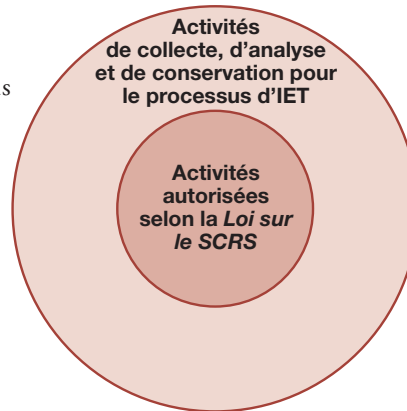 Activités
de collecte, d'analyse
et de conservation pour
le processus d'IET
Activités
autorisées
selon la Loi sur
le SCRS